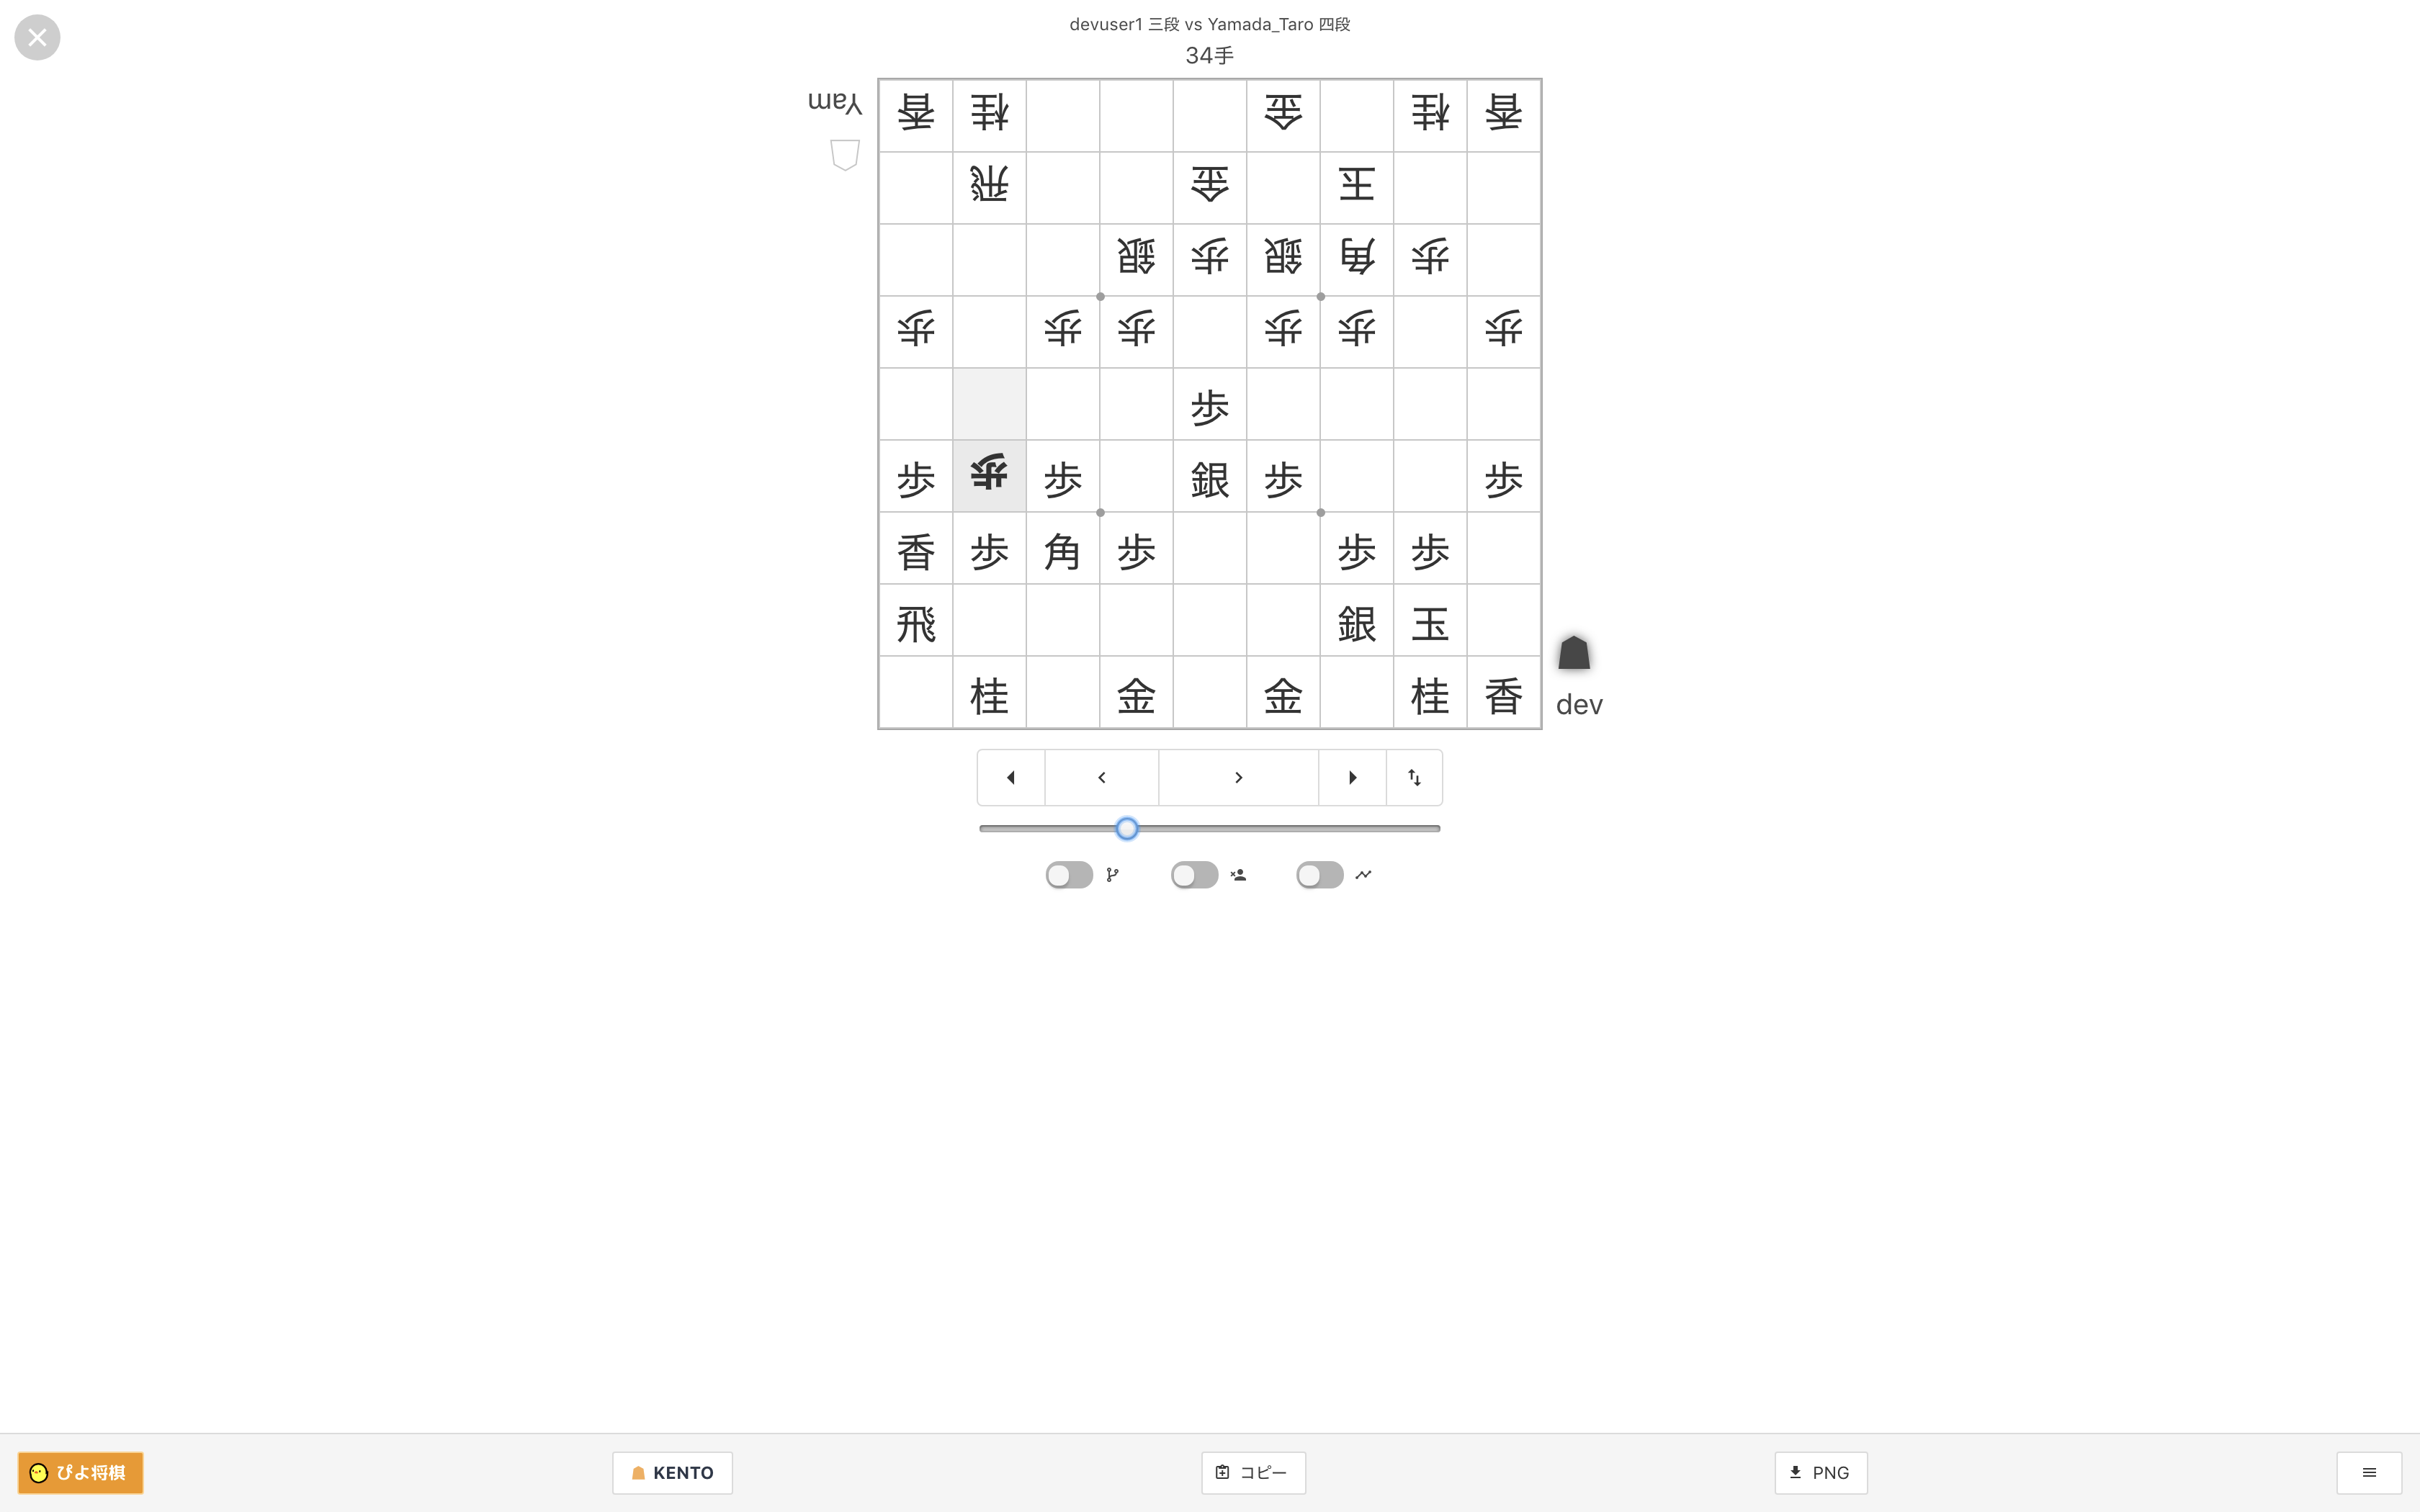 devuser1 三段 vs Yamada_Taro 四段
34手
Yam
香 桂 金 桂 香
飛 金 王
銀 歩 銀 角 歩
歩 歩 歩 歩 歩 歩
歩
歩 歩 歩 銀 歩 歩
香 歩 角 歩 歩 歩
飛 銀 玉
桂 金 金 桂 香
dev
ぴよ将棋
KENTO
コピー
PNG